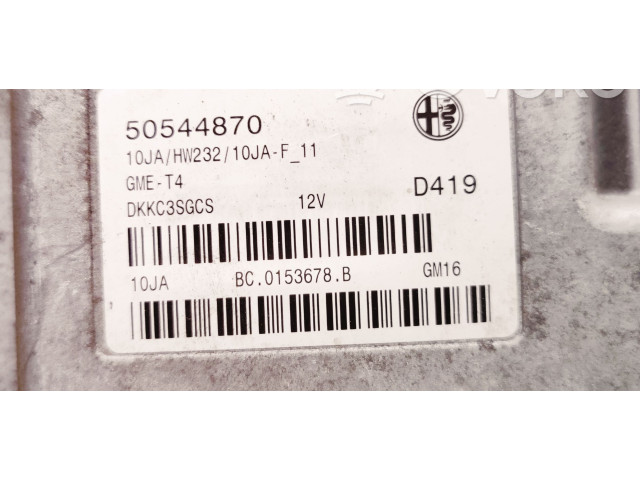 50544870
10JA/HW232/10JA-F_11
GME-T4
DKKC3SGCS 12V D419
10JA BC.0153678.B GM16